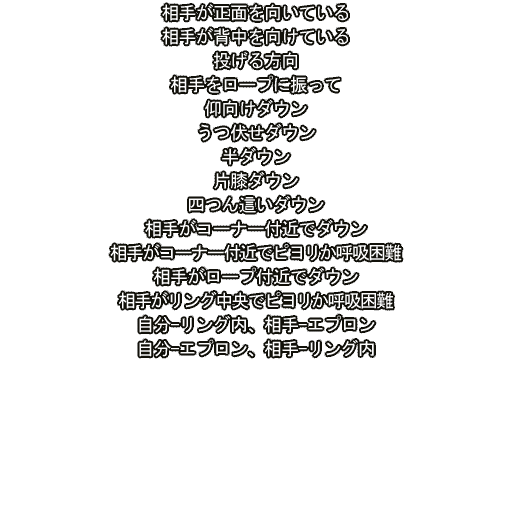 相手が正面を向いている
相手が背中を向けている
投げる方向
相手をロープに振って
仰向けダウン
うつ伏せダウン
半ダウン
片膝ダウン
四つん這いダウン
相手がコーナー付近でダウン
相手がコーナー付近でピヨリか呼吸困難
相手がロープ付近でダウン
相手がリング中央でピヨリか呼吸困難
自分-リング内、相手-エプロン
自分-エプロン、相手-リング内